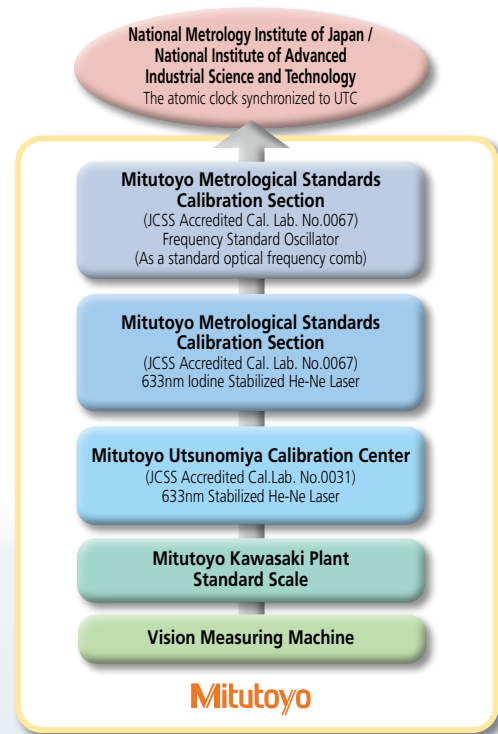 National Metrology Institute of Japan /
National Institute of Advanced
Industrial Science and Technology
The atomic clock synchronized to UTC
Mitutoyo Metrological Standards
Calibration Section
(JCSS Accredited Cal. Lab. No.0067)
Frequency Standard Oscillator
(As a standard optical frequency comb)
Mitutoyo Metrological Standards
Calibration Section
(JCSS Accredited Cal. Lab. No.0067)
633nm Iodine Stabilized He-Ne Laser
Mitutoyo Utsunomiya Calibration Center
(JCSS Accredited Cal.Lab. No.0031)
633nm Stabilized He-Ne Laser
Mitutoyo Kawasaki Plant
Standard Scale
Vision Measuring Machine
Mitutoyo